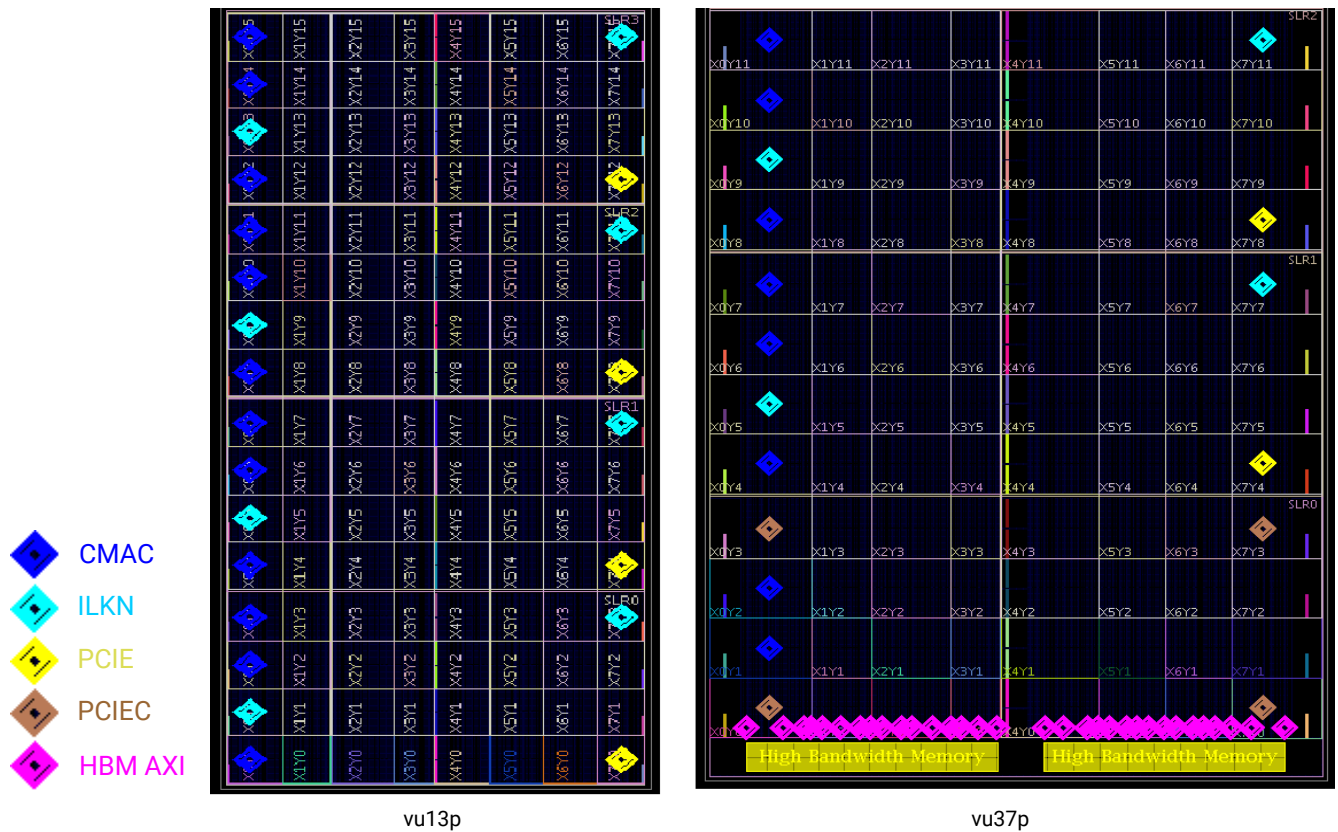 SLR3
X1Y15 X2Y15 X3Y15 X4Y15 X5Y15 X6Y15
X1Y14 X2Y14 X3Y14 X4Y14 X5Y14 X6Y14 X7Y14
X1Y13 X2Y13 X3Y13 X4Y13 X5Y13 X6Y13 X7Y13
X1Y12 X2Y12 X3Y12 X4Y12 X5Y12 X6Y12
SLR2
X1Y11 X2Y11 X3Y11 X4Y11 X5Y11 X6Y11
X1Y10 X2Y10 X3Y10 X4Y10 X5Y10 X6Y10 X7Y10
X1Y9 X2Y9 X3Y9 X4Y9 X5Y9 X6Y9 X7Y9
X1Y8 X2Y8 X3Y8 X4Y8 X5Y8 X6Y8
SLR1
X1Y7 X2Y7 X3Y7 X4Y7 X5Y7 X6Y7
X1Y6 X2Y6 X3Y6 X4Y6 X5Y6 X6Y6 X7Y6
X1Y5 X2Y5 X3Y5 X4Y5 X5Y5 X6Y5 X7Y5
X1Y4 X2Y4 X3Y4 X4Y4 X5Y4 X6Y4
SLR0
X1Y3 X2Y3 X3Y3 X4Y3 X5Y3 X6Y3
X1Y2 X2Y2 X3Y2 X4Y2 X5Y2 X6Y2 X7Y2
X1Y1 X2Y1 X3Y1 X4Y1 X5Y1 X6Y1 X7Y1
X1Y0 X2Y0 X3Y0 X4Y0 X5Y0 X6Y0
vu13p
SLR2
X0Y11 X1Y11 X2Y11 X3Y11 X4Y11 X5Y11 X6Y11 X7Y11
X0Y10 X1Y10 X2Y10 X3Y10 X4Y10 X5Y10 X6Y10 X7Y10
X0Y9 X1Y9 X2Y9 X3Y9 X4Y9 X5Y9 X6Y9 X7Y9
X0Y8 X1Y8 X2Y8 X3Y8 X4Y8 X5Y8 X6Y8 X7Y8
SLR1
X0Y7 X1Y7 X2Y7 X3Y7 X4Y7 X5Y7 X6Y7 X7Y7
X0Y6 X1Y6 X2Y6 X3Y6 X4Y6 X5Y6 X6Y6 X7Y6
X0Y5 X1Y5 X2Y5 X3Y5 X4Y5 X5Y5 X6Y5 X7Y5
X0Y4 X1Y4 X2Y4 X3Y4 X4Y4 X5Y4 X6Y4 X7Y4
SLR0
X0Y3 X1Y3 X2Y3 X3Y3 X4Y3 X5Y3 X6Y3 X7Y3
X0Y2 X1Y2 X2Y2 X3Y2 X4Y2 X5Y2 X6Y2 X7Y2
X0Y1 X1Y1 X2Y1 X3Y1 X4Y1 X5Y1 X6Y1 X7Y1
X4Y0
High Bandwidth Memory High Bandwidth Memory
vu37p
CMAC
ILKN
PCIE
PCIEC
HBM AXI